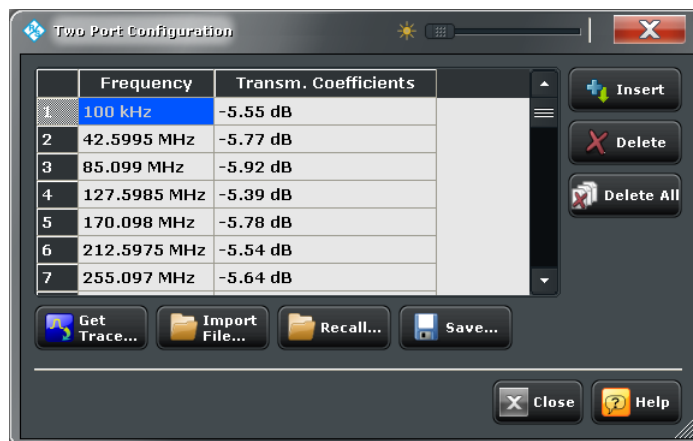 Two Port Configuration
X
Frequency Transm. Coefficients
1 100 kHz -5.55 dB
2 42.5995 MHz -5.77 dB
3 85.099 MHz -5.92 dB
4 127.5985 MHz -5.39 dB
5 170.098 MHz -5.78 dB
6 212.5975 MHz -5.54 dB
7 255.097 MHz -5.64 dB
Insert
Delete
Delete All
Get
Trace...
Import
File...
Recall...
Save...
Close
Help